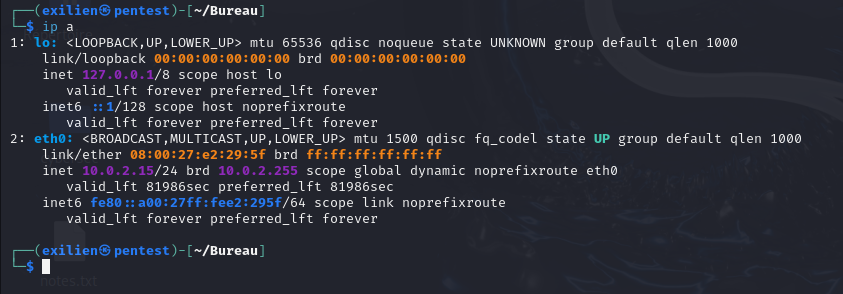 ┌──(exilien㉿pentest)-[~/Bureau]
└─$ ip a
1: lo: <LOOPBACK,UP,LOWER_UP> mtu 65536 qdisc noqueue state UNKNOWN group default qlen 1000
    link/loopback 00:00:00:00:00:00 brd 00:00:00:00:00:00
    inet 127.0.0.1/8 scope host lo
       valid_lft forever preferred_lft forever
    inet6 ::1/128 scope host noprefixroute
       valid_lft forever preferred_lft forever
2: eth0: <BROADCAST,MULTICAST,UP,LOWER_UP> mtu 1500 qdisc fq_codel state UP group default qlen 1000
    link/ether 08:00:27:e2:29:5f brd ff:ff:ff:ff:ff:ff
    inet 10.0.2.15/24 brd 10.0.2.255 scope global dynamic noprefixroute eth0
       valid_lft 81986sec preferred_lft 81986sec
    inet6 fe80::a00:27ff:fee2:295f/64 scope link noprefixroute
       valid_lft forever preferred_lft forever
┌──(exilien㉿pentest)-[~/Bureau]
└─$
notes.txt